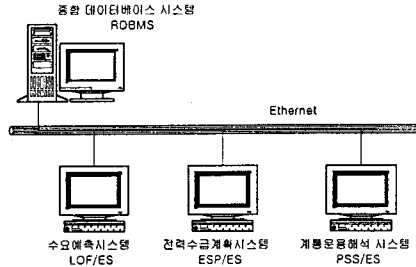 종합 데이터베이스 시스템
RDBMS
Ethernet
수요예측시스템
LOF/ES
전력수급계획시스템
ESP/ES
계통운용해석 시스템
PSS/ES